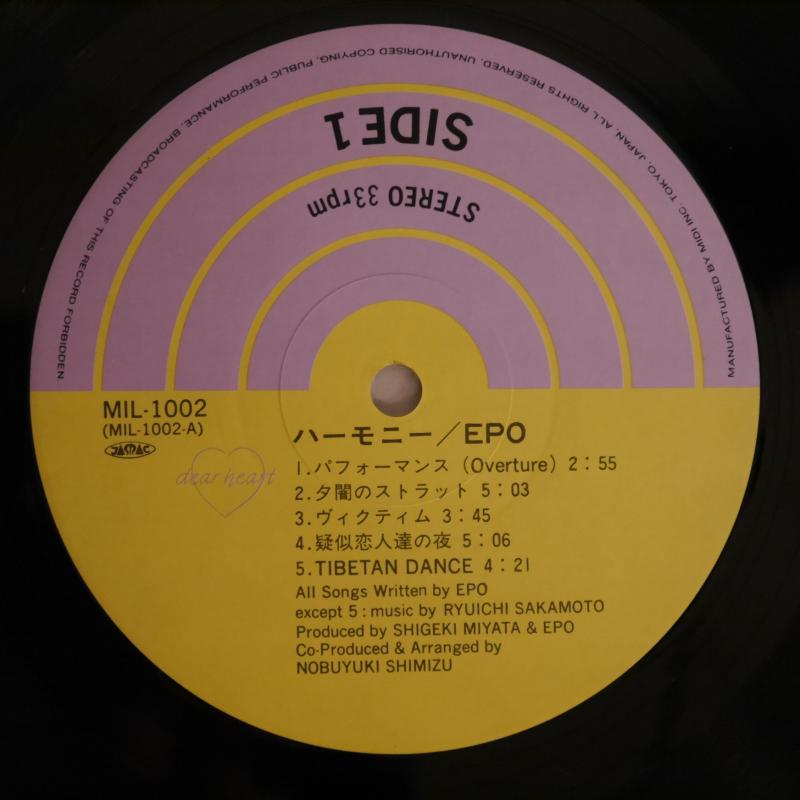 MANUFACTURED BY MIDI INC. TOKYO, JAPAN, ALL RIGHTS RESERVED. UNAUTHORISED COPYING, PUBLIC PERFORMANCE, BROADCASTING OF THIS RECORD FORBIDDEN.
SIDE 1
STEREO 33rpm
MIL-1002
(MIL-1002-A)
JASRAC
dear heart
ハーモニー/EPO
1.パフォーマンス(Overture) 2:55
2.夕闇のストラット 5:03
3.ヴィクティム 3:45
4.疑似恋人達の夜 5:06
5.TIBETAN DANCE 4:21
All Songs Written by EPO
except 5: music by RYUICHI SAKAMOTO
Produced by SHIGEKI MIYATA & EPO
Co-Produced & Arranged by
NOBUYUKI SHIMIZU